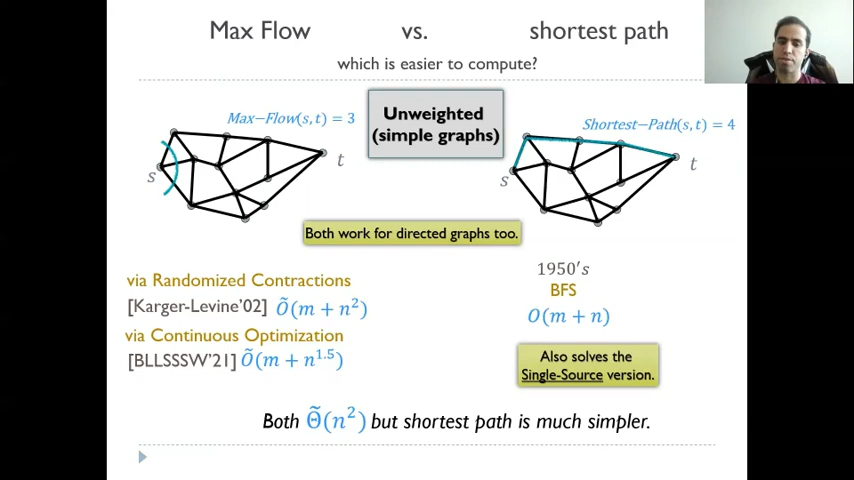 Max Flow vs. shortest path
which is easier to compute?
Unweighted
(simple graphs)
Max−Flow(s, t) = 3
s
t
Shortest−Path(s, t) = 4
s
t
Both work for directed graphs too.
via Randomized Contractions
[Karger-Levine'02] Õ(m + n²)
via Continuous Optimization
[BLLSSSW'21] Õ(m + n^1.5)
1950's
BFS
O(m + n)
Also solves the
Single-Source version.
Both Θ̃(n²) but shortest path is much simpler.